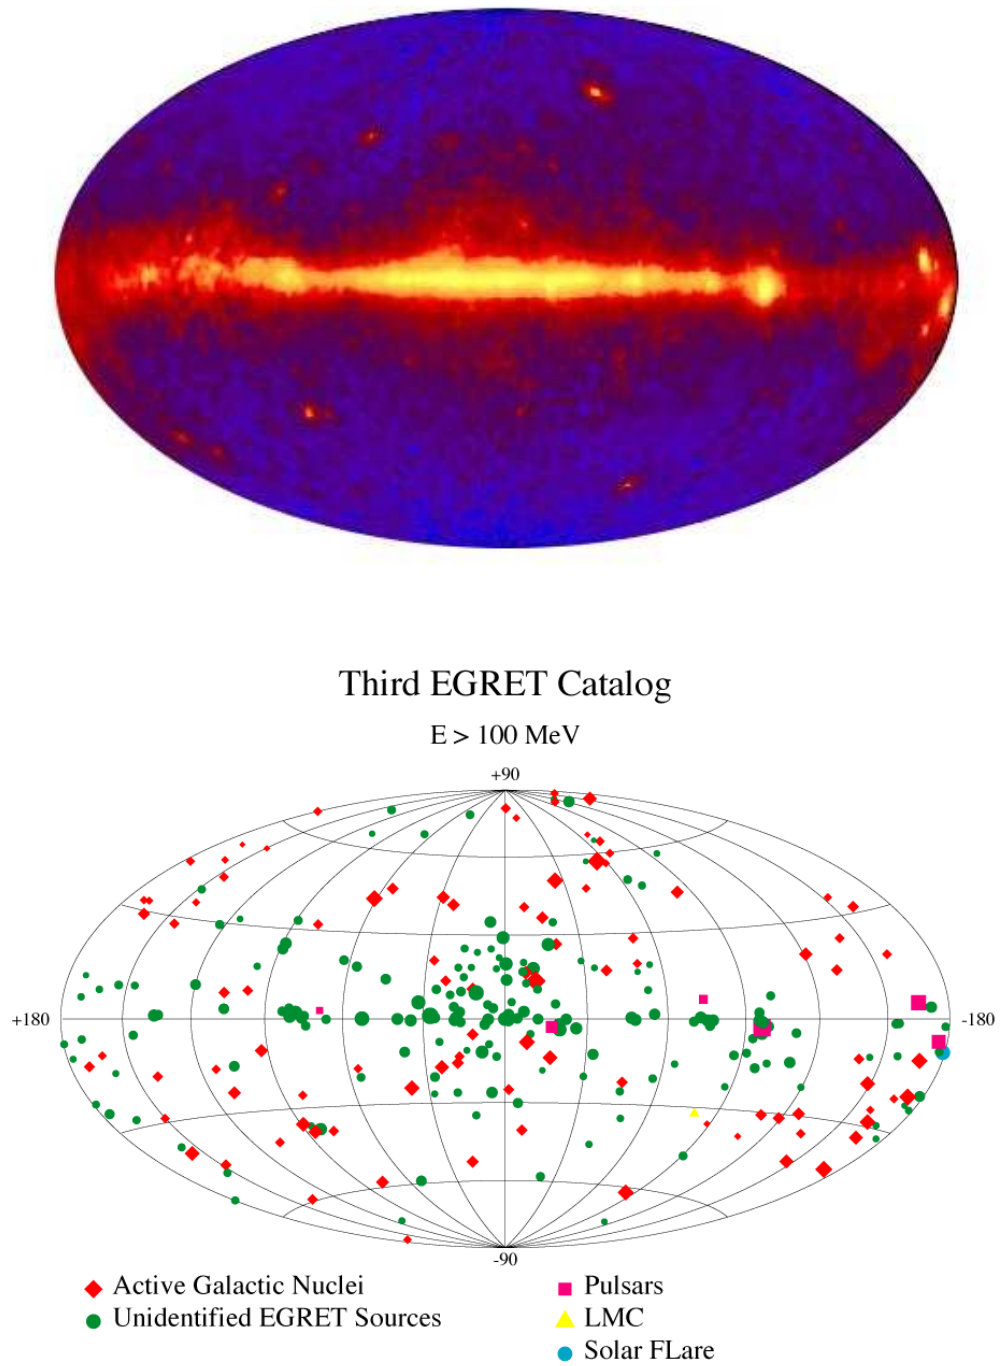 Third EGRET Catalog
E > 100 MeV
+90
+180
-180
-90
Active Galactic Nuclei
Unidentified EGRET Sources
Pulsars
LMC
Solar FLare